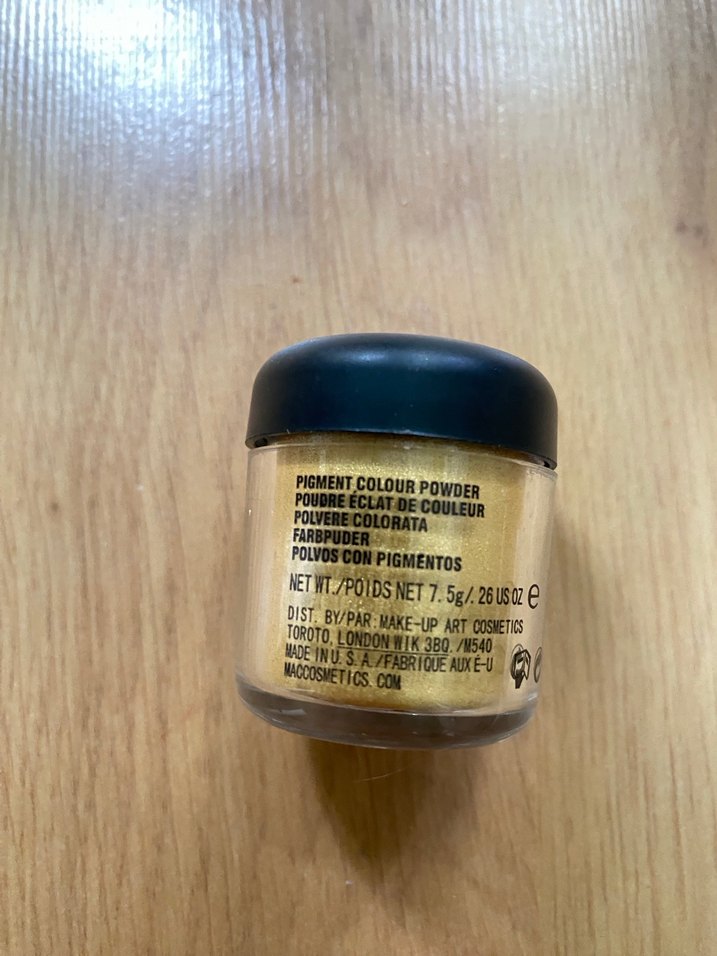 PIGMENT COLOUR POWDER
POUDRE ÉCLAT DE COULEUR
POLVERE COLORATA
FARBPUDER
POLVOS CON PIGMENTOS
NET WT./POIDS NET 7.5g/.26 US OZ e
DIST. BY/PAR:MAKE-UP ART COSMETICS
TOROTO, LONDON WIK 3BQ. /M540
MADE IN U.S.A./FABRIQUE AUX É-U
MACCOSMETICS.COM